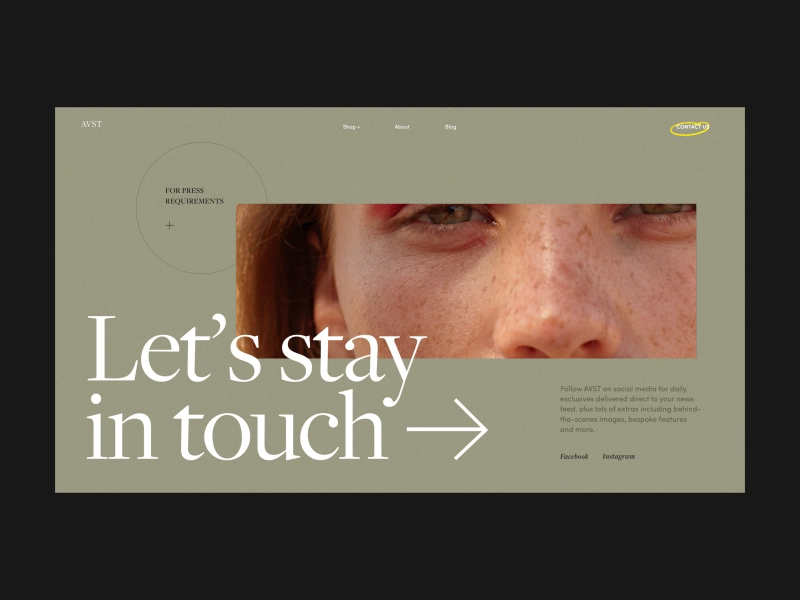 AVST
Shop +
About
Blog
CONTACT US
FOR PRESS
REQUIREMENTS
+
Let's stay
in touch
Follow AVST on social media for daily
exclusives delivered direct to your news
feed, plus lots of extras including behind-
the-scenes images, bespoke features
and more.
Facebook
Instagram